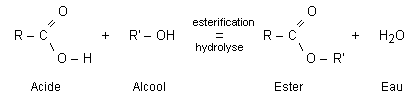 O
esterification
R – C + R' – OH = R – C + H₂O
hydrolyse
O – H
O
O – R'
Acide Alcool Ester Eau